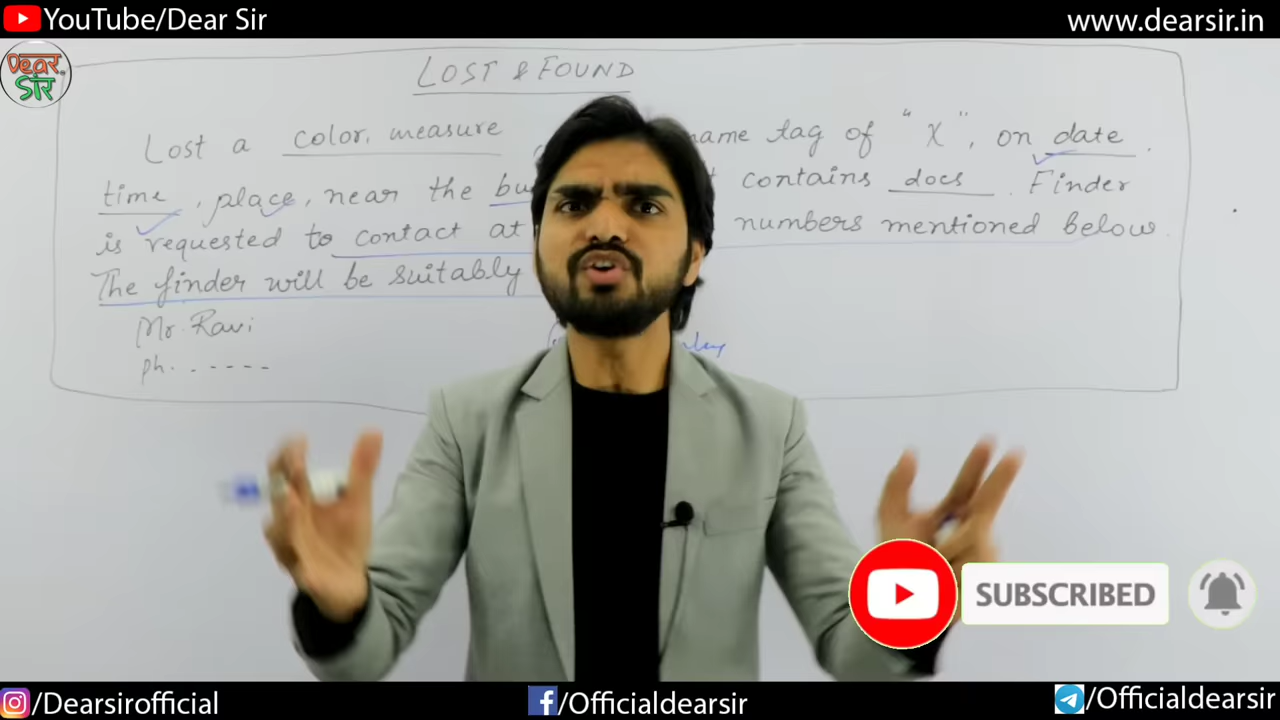 YouTube/Dear Sir
www.dearsir.in
Dear
सर
LOST & FOUND
Lost a color, measure name tag of "X", on date.
time, place, near the contains docs. Finder
is requested to contact at numbers mentioned below.
The finder will be suitably
Mr. Ravi
ph. ------
SUBSCRIBED
/Dearsirofficial
/Officialdearsir
/Officialdearsir